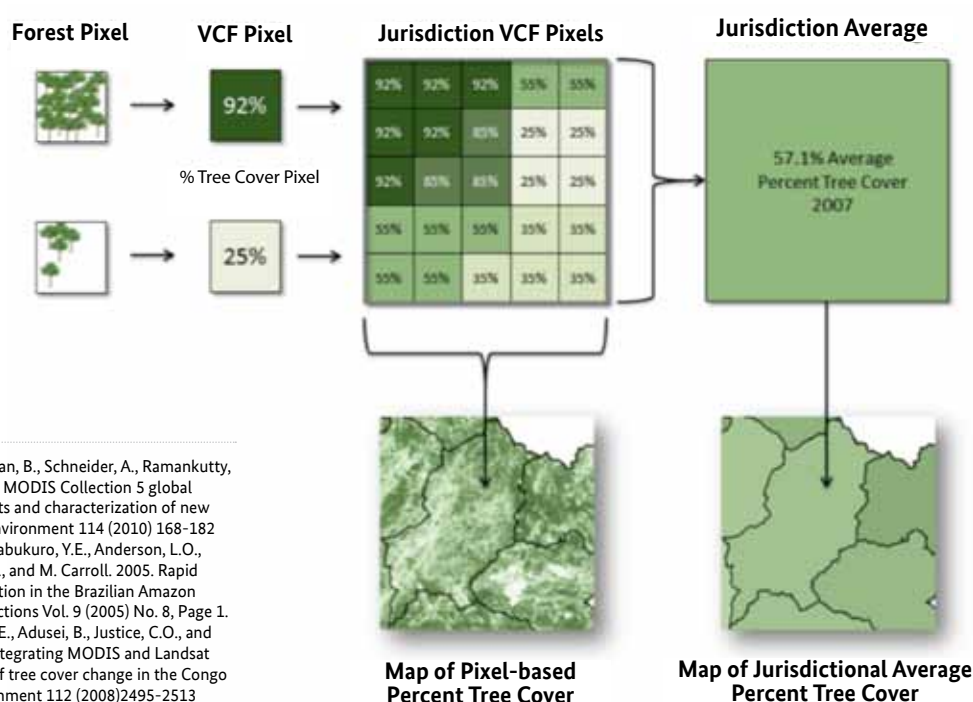 Forest Pixel
VCF Pixel
Jurisdiction VCF Pixels
Jurisdiction Average
92%
% Tree Cover Pixel
25%
92% 92% 92% 55% 55%
92% 92% 85% 25% 25%
92% 85% 85% 25% 25%
55% 55% 55% 35% 35%
55% 55% 35% 35% 35%
57.1% Average
Percent Tree Cover
2007
an, B., Schneider, A., Ramankutty,
MODIS Collection 5 global
ts and characterization of new
vironment 114 (2010) 168-182
abukuro, Y.E., Anderson, L.O.,
., and M. Carroll. 2005. Rapid
tion in the Brazilian Amazon
ctions Vol. 9 (2005) No. 8, Page 1.
E., Adusei, B., Justice, C.O., and
tegrating MODIS and Landsat
f tree cover change in the Congo
nment 112 (2008)2495-2513
Map of Pixel-based
Percent Tree Cover
Map of Jurisdictional Average
Percent Tree Cover